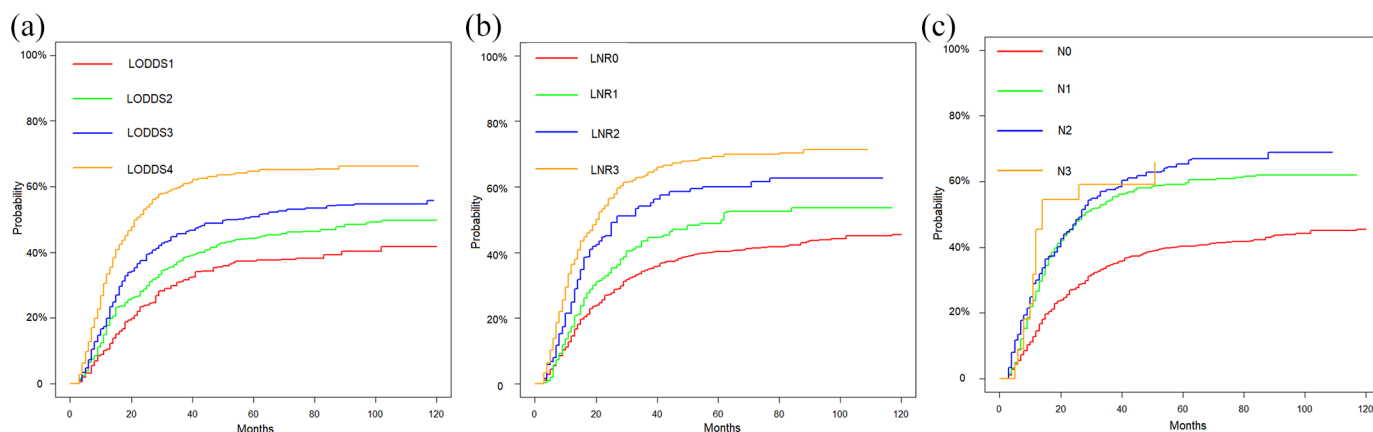 (a)
100%
LODDS1
80%
LODDS2
LODDS3
60%
LODDS4
Probability
40%
20%
0
0 20 40 60 80 100 120
Months
(b)
100%
LNR0
LNR1
80%
LNR2
60%
LNR3
Probability
40%
20%
0
0 20 40 60 80 100 120
Months
(c)
100%
N0
N1
80%
N2
60%
N3
Probability
40%
20%
0
0 20 40 60 80 100 120
Months